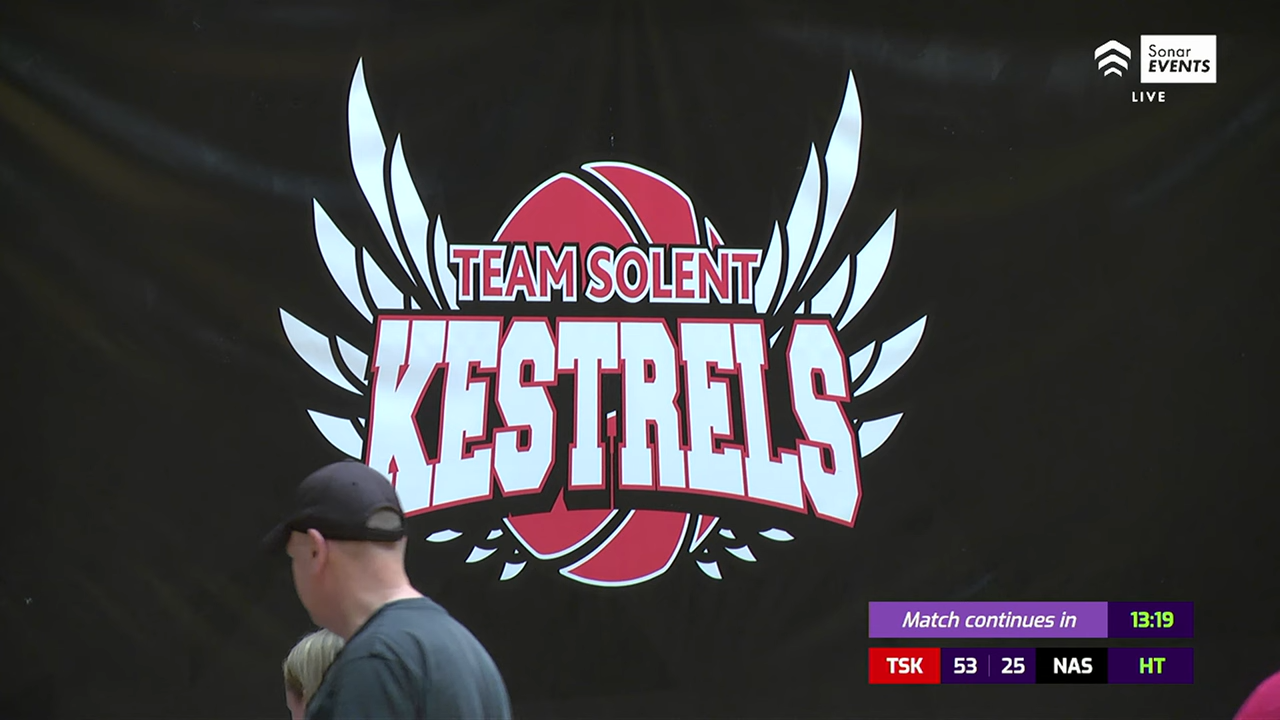 Sonar
EVENTS
LIVE
TEAM SOLENT
KESTRELS
Match continues in 13:19
TSK 53 25 NAS HT